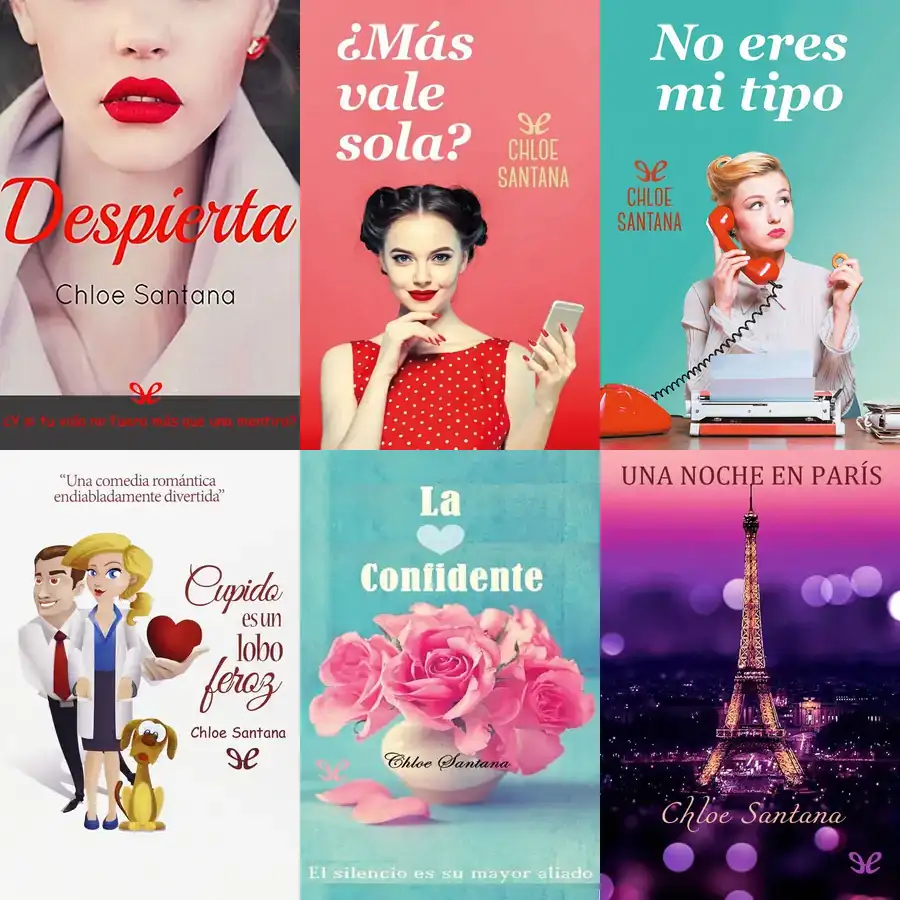 Despierta
Chloe Santana
¿Y si tu vida no fuera más que una mentira?
¿Más
vale
sola?
CHLOE
SANTANA
No eres
mi tipo
CHLOE
SANTANA
“Una comedia romántica
endiabladamente divertida”
Cupido
es un
lobo
feroz
Chloe Santana
La
Confidente
Chloe Santana
El silencio es su mayor aliado
UNA NOCHE EN PARÍS
Chloe Santana